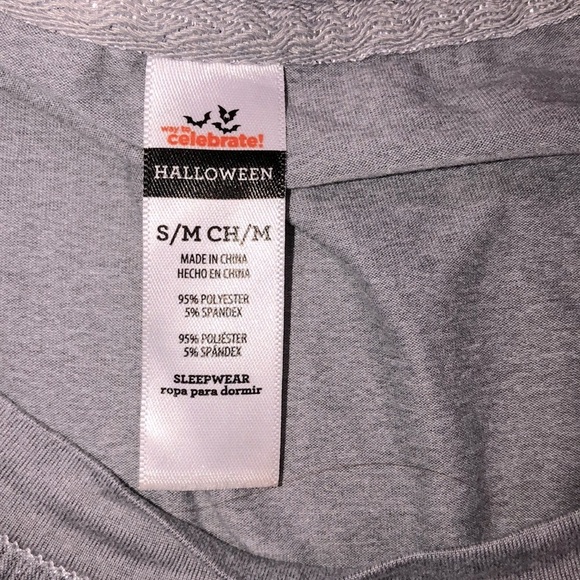 way to
celebrate!
HALLOWEEN
S/M CH/M
MADE IN CHINA
HECHO EN CHINA
95% POLYESTER
5% SPANDEX
95% POLIÉSTER
5% SPÁNDEX
SLEEPWEAR
ropa para dormir